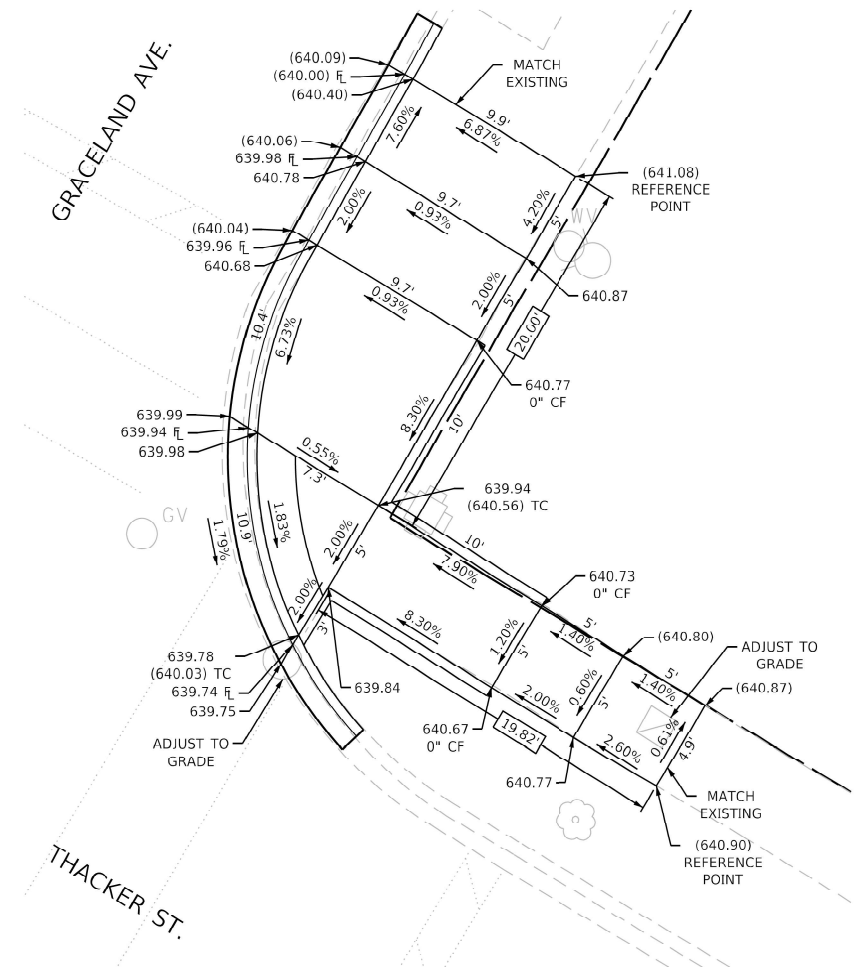 GRACELAND AVE.
(640.09)
(640.00) FL
(640.40)
MATCH
EXISTING
9.9'
6.87%
7.60%
(640.06)
639.98 FL
640.78
(641.08)
REFERENCE
POINT
9.7'
0.93%
4.20%
5'
WV
2.00%
(640.04)
639.96 FL
640.68
9.7'
0.93%
2.00%
5'
640.87
20.00'
10.4'
6.73%
640.77
0" CF
8.30%
10'
639.99
639.94 FL
639.98
0.55%
7.3'
639.94
(640.56) TC
GV
1.79%
10.9'
1.83%
2.00%
5'
10'
7.90%
640.73
0" CF
2.00%
3'
8.30%
1.20%
5'
1.40%
5'
(640.80)
ADJUST TO
GRADE
639.78
(640.03) TC
639.74 FL
639.75
639.84
2.00%
0.60%
5'
1.40%
5'
(640.87)
ADJUST TO
GRADE
640.67
0" CF
19.82'
2.60%
0.61%
4.9'
640.77
MATCH
EXISTING
(640.90)
REFERENCE
POINT
THACKER ST.